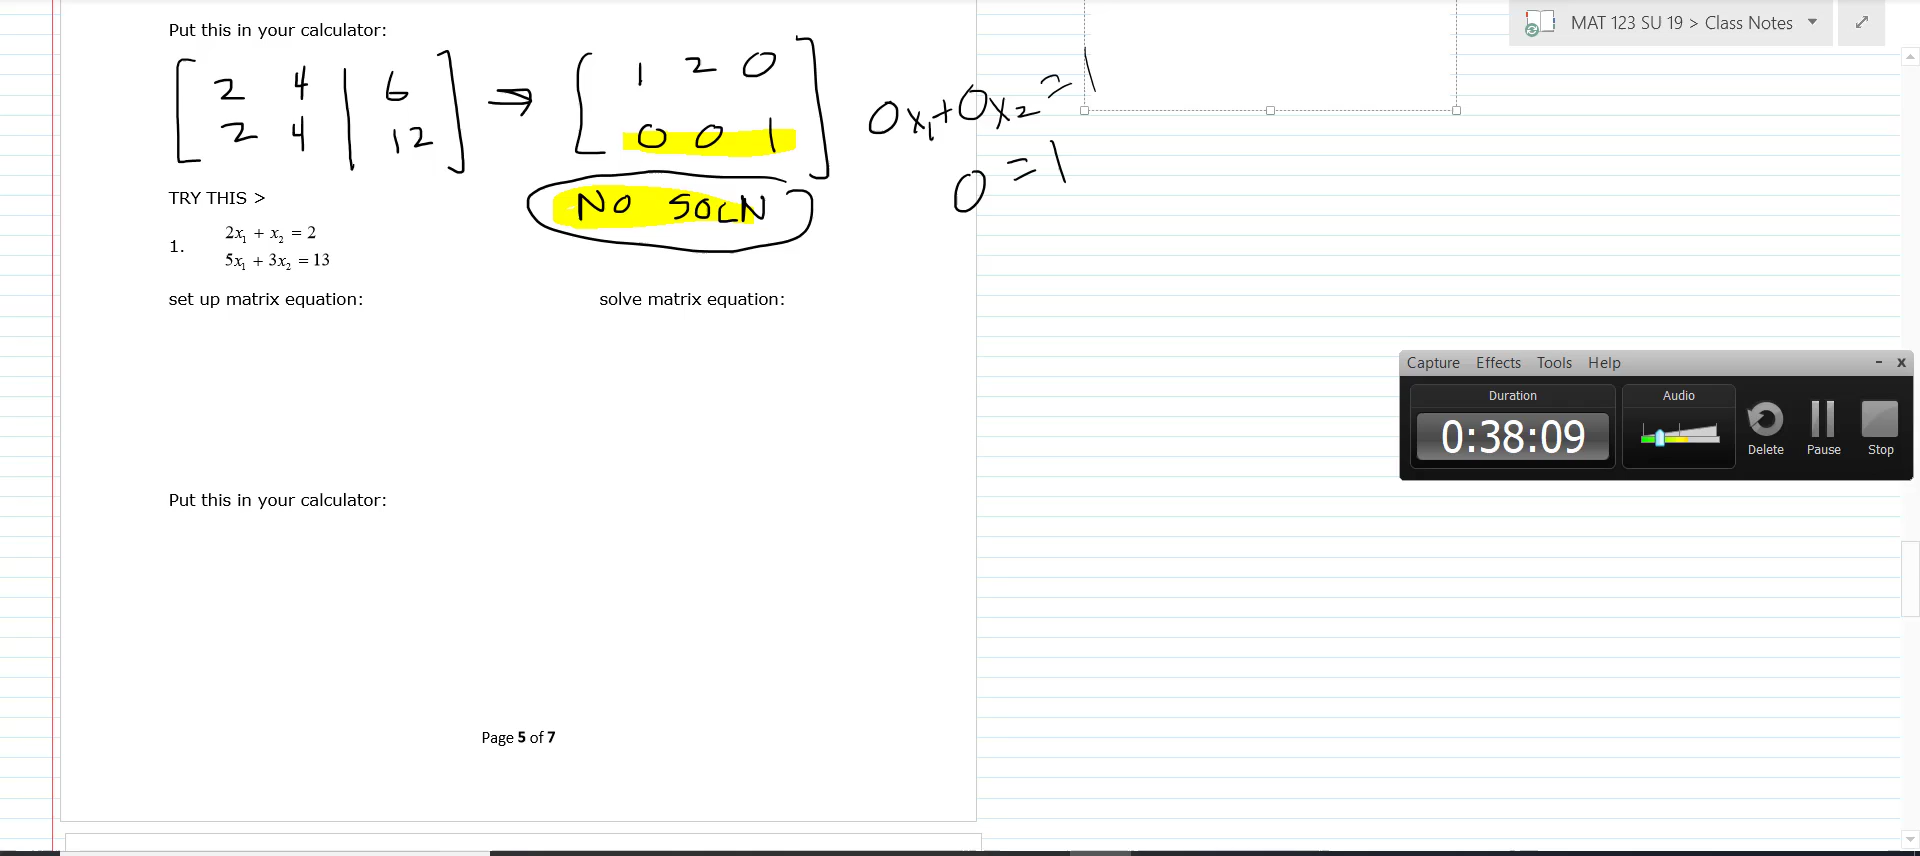 Put this in your calculator:
MAT 123 SU 19 > Class Notes
2 4 | 6
2 4 | 12
⇒
1 2 0
0 0 1
0x₁+0x₂=1
0=1
NO SOLN
TRY THIS >
1.
2x₁ + x₂ = 2
5x₁ + 3x₂ = 13
set up matrix equation:
solve matrix equation:
Capture Effects Tools Help - x
Duration
Audio
0:38:09
Delete
Pause
Stop
Put this in your calculator:
Page 5 of 7